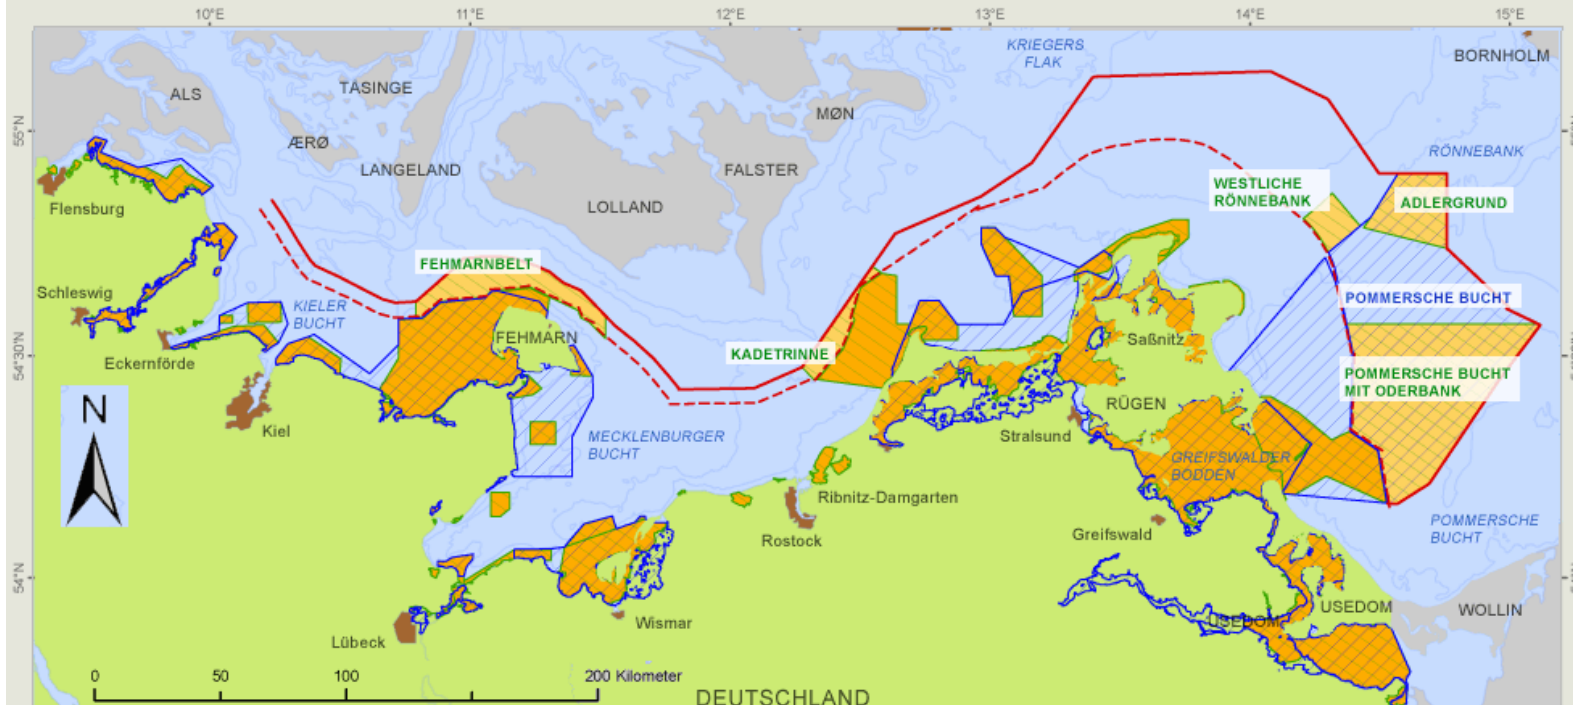 10°E
11°E
12°E
13°E
14°E
15°E
KRIEGERS
FLAK
BORNHOLM
ALS
TASINGE
MØN
55°N
ÆRØ
RÖNNEBANK
LANGELAND
FALSTER
WESTLICHE
RÖNNEBANK
ADLERGRUND
Flensburg
LOLLAND
FEHMARNBELT
Schleswig
KIELER
BUCHT
POMMERSCHE BUCHT
FEHMARN
Saßnitz
54°30'N
Eckernförde
KADETRINNE
POMMERSCHE BUCHT
MIT ODERBANK
N
RÜGEN
Kiel
MECKLENBURGER
BUCHT
Stralsund
GREIFSWALDER
BODDEN
Ribnitz-Damgarten
Rostock
Greifswald
POMMERSCHE
BUCHT
54°N
USEDOM
WOLLIN
Wismar
USEDOM
Lübeck
0
50
100
200 Kilometer
DEUTSCHLAND